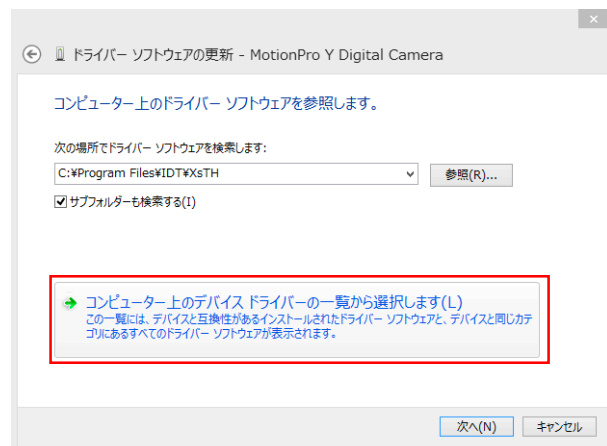 ドライバー ソフトウェアの更新 - MotionPro Y Digital Camera
コンピューター上のドライバー ソフトウェアを参照します。
次の場所でドライバー ソフトウェアを検索します:
C:¥Program Files¥IDT¥XsTH
参照(R)...
サブフォルダーも検索する(I)
コンピューター上のデバイス ドライバーの一覧から選択します(L)
この一覧には、デバイスと互換性があるインストールされたドライバー ソフトウェアと、デバイスと同じカテ
ゴリにあるすべてのドライバー ソフトウェアが表示されます。
次へ(N)
キャンセル